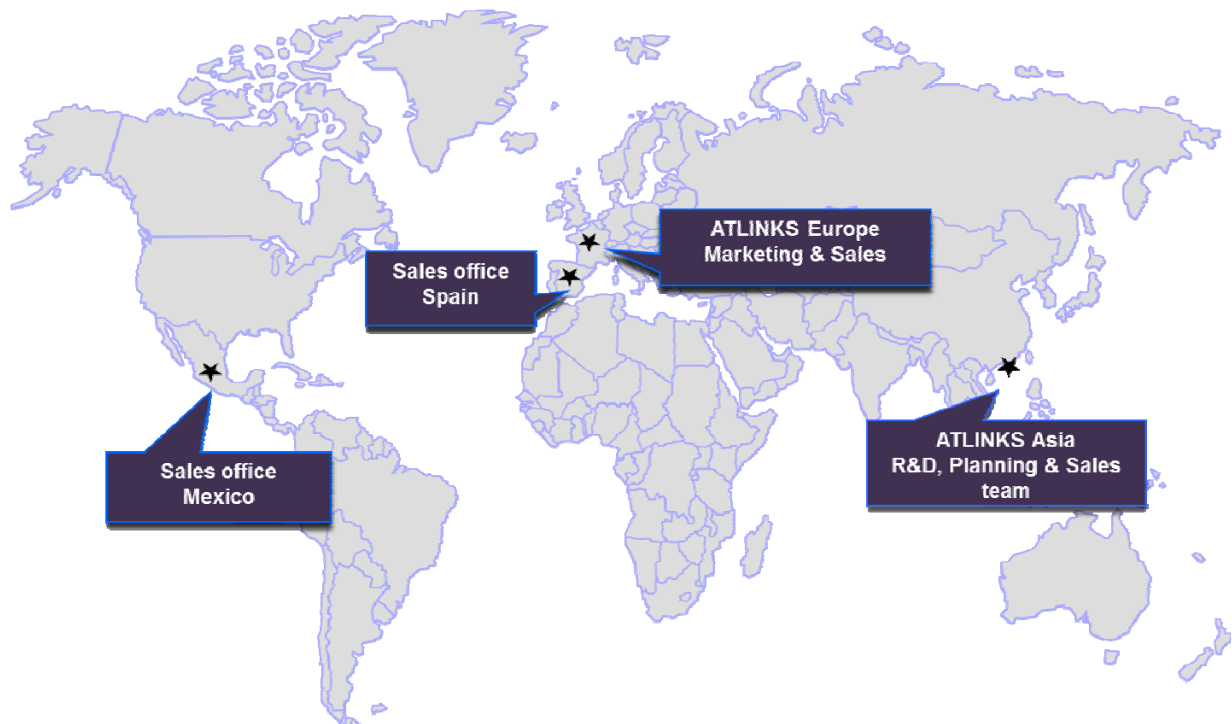 ATLINKS Europe
Marketing & Sales
Sales office
Spain
Sales office
Mexico
ATLINKS Asia
R&D, Planning & Sales
team